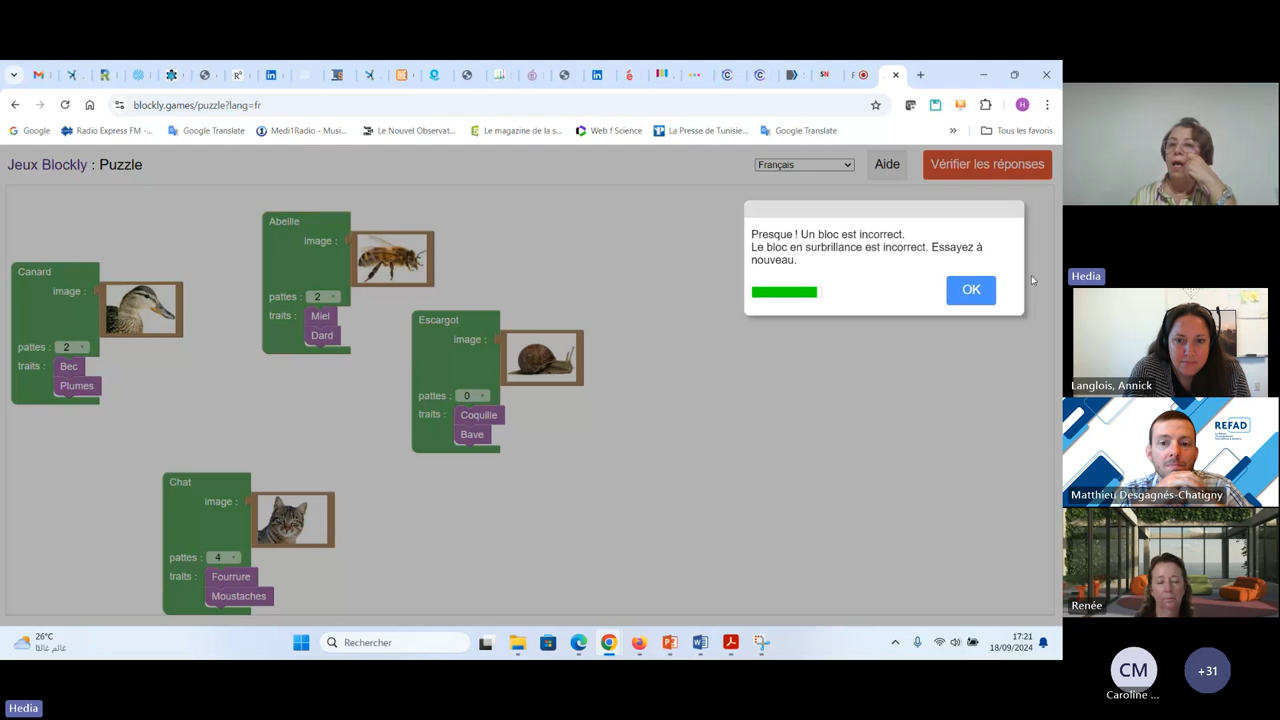 blockly.games/puzzle?lang=fr
Google
Radio Express FM -...
Google Translate
Medi1Radio - Musi...
Le Nouvel Observat...
Le magazine de la s...
Web f Science
La Presse de Tunisie...
Google Translate
Tous les favoris
Jeux Blockly : Puzzle
Français
Aide
Vérifier les réponses
Abeille
image :
pattes : 2
traits : Miel
Dard
Canard
image :
pattes : 2
traits : Bec
Plumes
Escargot
image :
pattes : 0
traits : Coquille
Bave
Chat
image :
pattes : 4
traits : Fourrure
Moustaches
Presque ! Un bloc est incorrect.
Le bloc en surbrillance est incorrect. Essayez à
nouveau.
OK
Hedia
Langlois, Annick
REFAD
Matthieu Desgagnés-Chatigny
Renée
CM
Caroline ...
+31
26°C
غائم غالبًا
Rechercher
17:21
18/09/2024
Hedia